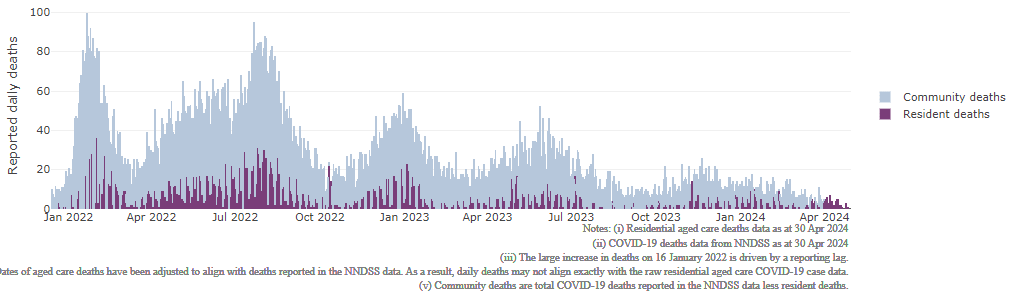 100
80
60
40
20
0
Reported daily deaths
Jan 2022 Apr 2022 Jul 2022 Oct 2022 Jan 2023 Apr 2023 Jul 2023 Oct 2023 Jan 2024 Apr 2024
Community deaths
Resident deaths
Notes: (i) Residential aged care deaths data as at 30 Apr 2024
(ii) COVID-19 deaths data from NNDSS as at 30 Apr 2024
(iii) The large increase in deaths on 16 January 2022 is driven by a reporting lag.
Dates of aged care deaths have been adjusted to align with deaths reported in the NNDSS data. As a result, daily deaths may not align exactly with the raw residential aged care COVID-19 case data.
(v) Community deaths are total COVID-19 deaths reported in the NNDSS data less resident deaths.